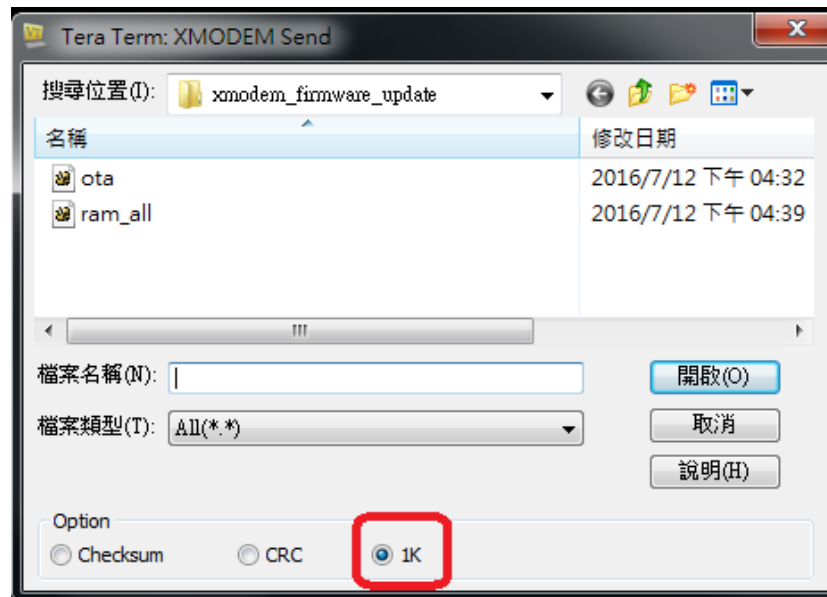 Tera Term: XMODEM Send
搜尋位置(I): xmodem_firmware_update
名稱 修改日期
ota 2016/7/12 下午 04:32
ram_all 2016/7/12 下午 04:39
檔案名稱(N): 開啟(O)
檔案類型(T): All(*.*) 取消
說明(H)
Option
Checksum CRC 1K